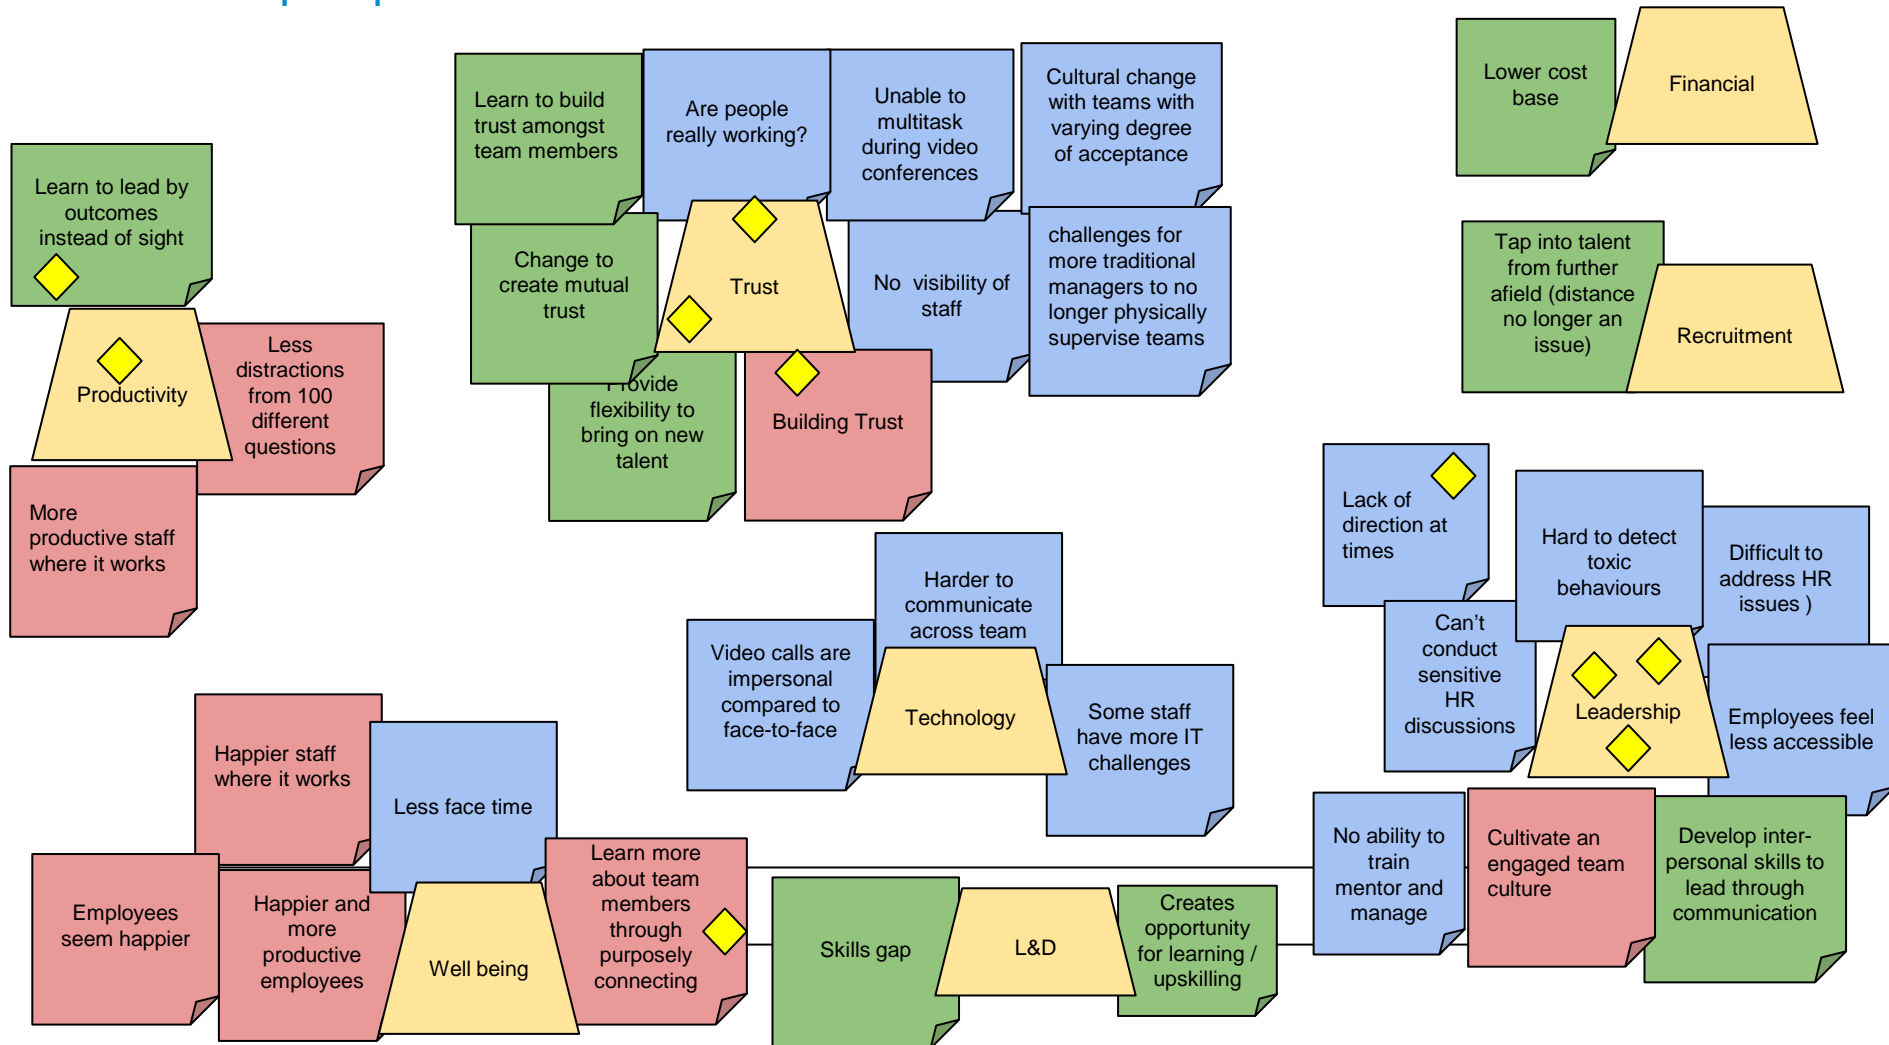 Learn to build
trust amongst
team members
Are people
really working?
Unable to
multitask
during video
conferences
Cultural change
with teams with
varying degree
of acceptance
Lower cost
base
Financial
Learn to lead by
outcomes
instead of sight
Change to
create mutual
trust
Trust
No visibility of
staff
challenges for
more traditional
managers to no
longer physically
supervise teams
Tap into talent
from further
afield (distance
no longer an
issue)
Recruitment
Productivity
Less
distractions
from 100
different
questions
Provide
flexibility to
bring on new
talent
Building Trust
More
productive staff
where it works
Lack of
direction at
times
Hard to detect
toxic
behaviours
Difficult to
address HR
issues )
Harder to
communicate
across team
Video calls are
impersonal
compared to
face-to-face
Technology
Some staff
have more IT
challenges
Can't
conduct
sensitive
HR
discussions
Leadership
Employees feel
less accessible
Happier staff
where it works
Less face time
No ability to
train
mentor and
manage
Cultivate an
engaged team
culture
Develop inter-
personal skills to
lead through
communication
Employees
seem happier
Happier and
more
productive
employees
Well being
Learn more
about team
members
through
purposely
connecting
Skills gap
L&D
Creates
opportunity
for learning /
upskilling